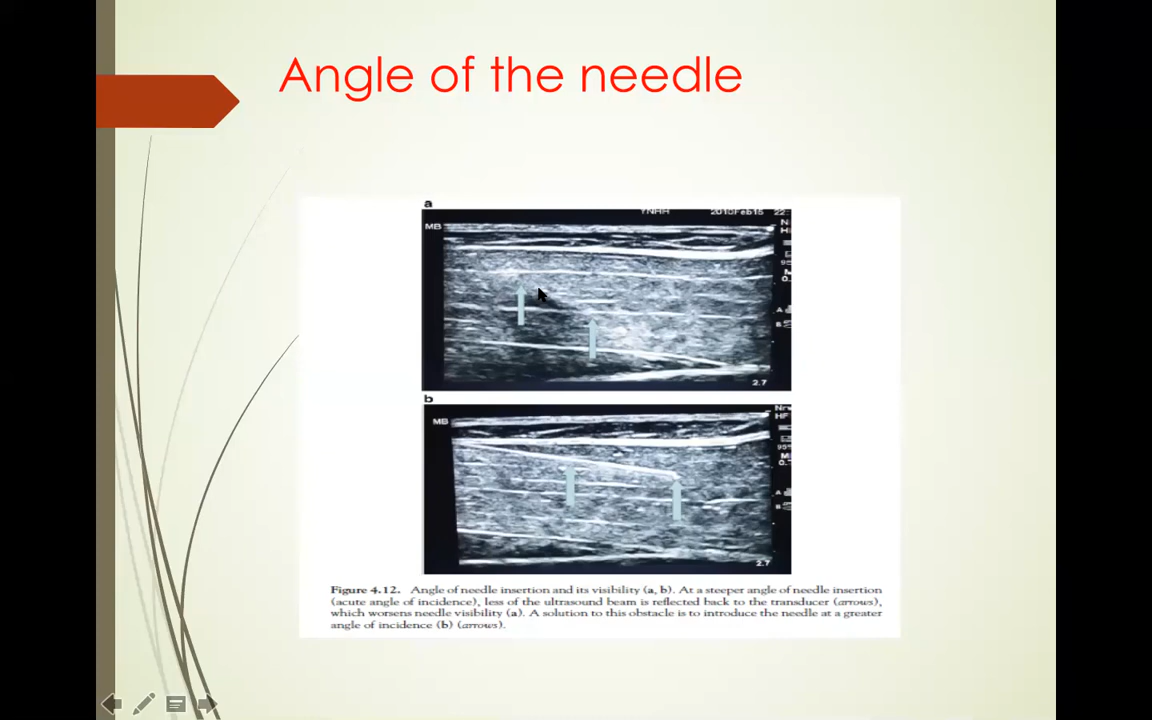 Angle of the needle
a
YNHH 2010Feb15 22:
MB
2.7
b
MB
2.7
Figure 4.12. Angle of needle insertion and its visibility (a, b). At a steeper angle of needle insertion
(acute angle of incidence), less of the ultrasound beam is reflected back to the transducer (arrows),
which worsens needle visibility (a). A solution to this obstacle is to introduce the needle at a greater
angle of incidence (b) (arrows).